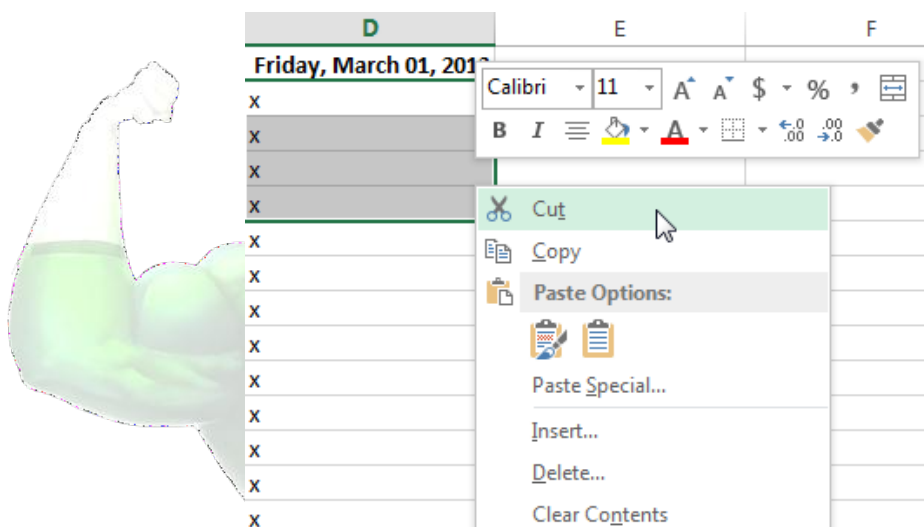 D E F
Friday, March 01, 201
x
x
x
x
x
x
x
x
x
x
x
x
x
Calibri 11 A A $ % ,
B I A .0 .00 .00 .0
Cut
Copy
Paste Options:
Paste Special...
Insert...
Delete...
Clear Contents